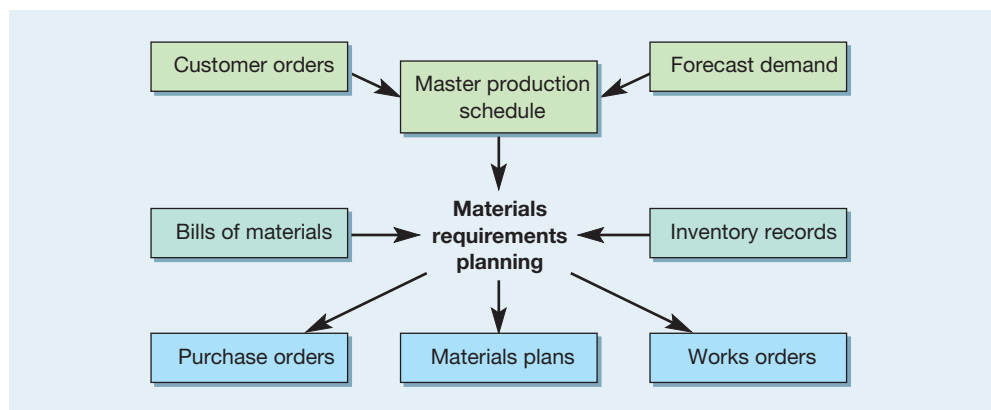 Customer orders
Master production
schedule
Forecast demand
Bills of materials
Materials
requirements
planning
Inventory records
Purchase orders
Materials plans
Works orders